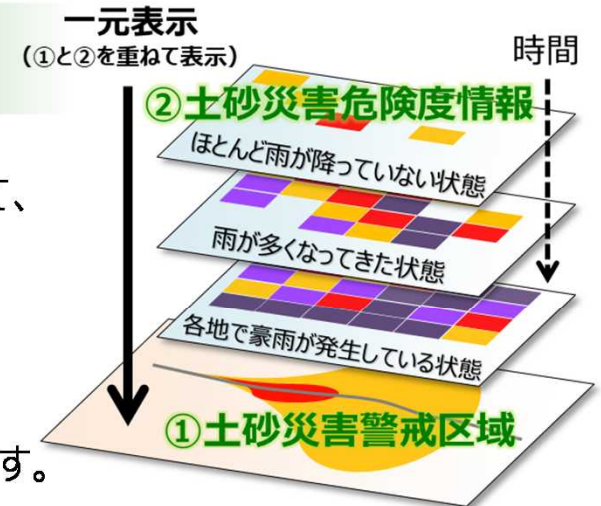 一元表示
（①と②を重ねて表示）
時間
②土砂災害危険度情報
ほとんど雨が降っていない状態
、
雨が多くなってきた状態
各地で豪雨が発生している状態
①土砂災害警戒区域
す。